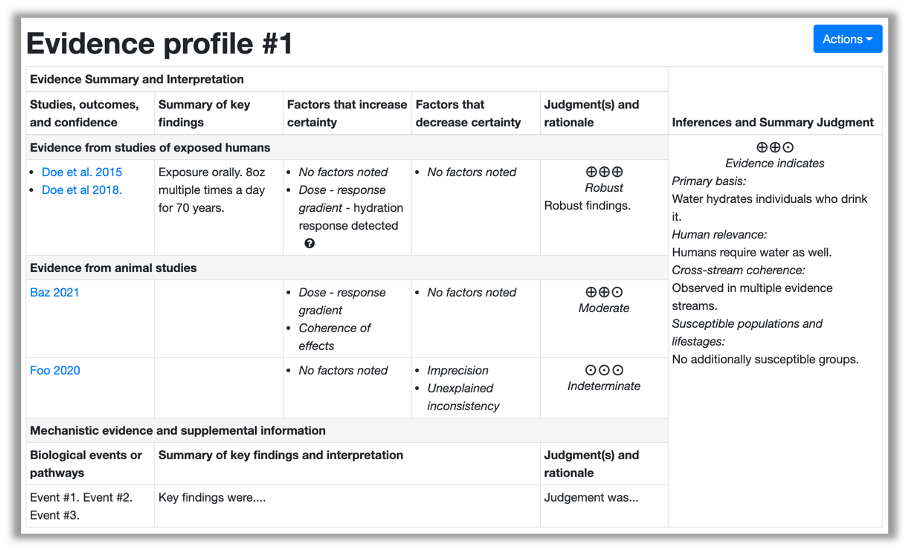 Evidence profile #1
Actions
Evidence Summary and Interpretation
Inferences and Summary Judgment
Studies, outcomes,
and confidence
Summary of key
findings
Factors that increase
certainty
Factors that
decrease certainty
Judgment(s) and
rationale
Evidence from studies of exposed humans
Doe et al. 2015
Doe et al 2018.
Exposure orally. 8oz
multiple times a day
for 70 years.
No factors noted
Dose - response
gradient - hydration
response detected
?
No factors noted
⊕⊕⊕
Robust
Robust findings.
Evidence from animal studies
Baz 2021
Dose - response
gradient
Coherence of
effects
No factors noted
⊕⊕⊙
Moderate
Foo 2020
No factors noted
Imprecision
Unexplained
inconsistency
⊙⊙⊙
Indeterminate
Mechanistic evidence and supplemental information
Biological events or
pathways
Summary of key findings and interpretation
Judgment(s) and
rationale
Event #1. Event #2.
Event #3.
Key findings were....
Judgement was...
⊕⊕⊙
Evidence indicates
Primary basis:
Water hydrates individuals who drink
it.
Human relevance:
Humans require water as well.
Cross-stream coherence:
Observed in multiple evidence
streams.
Susceptible populations and
lifestages:
No additionally susceptible groups.